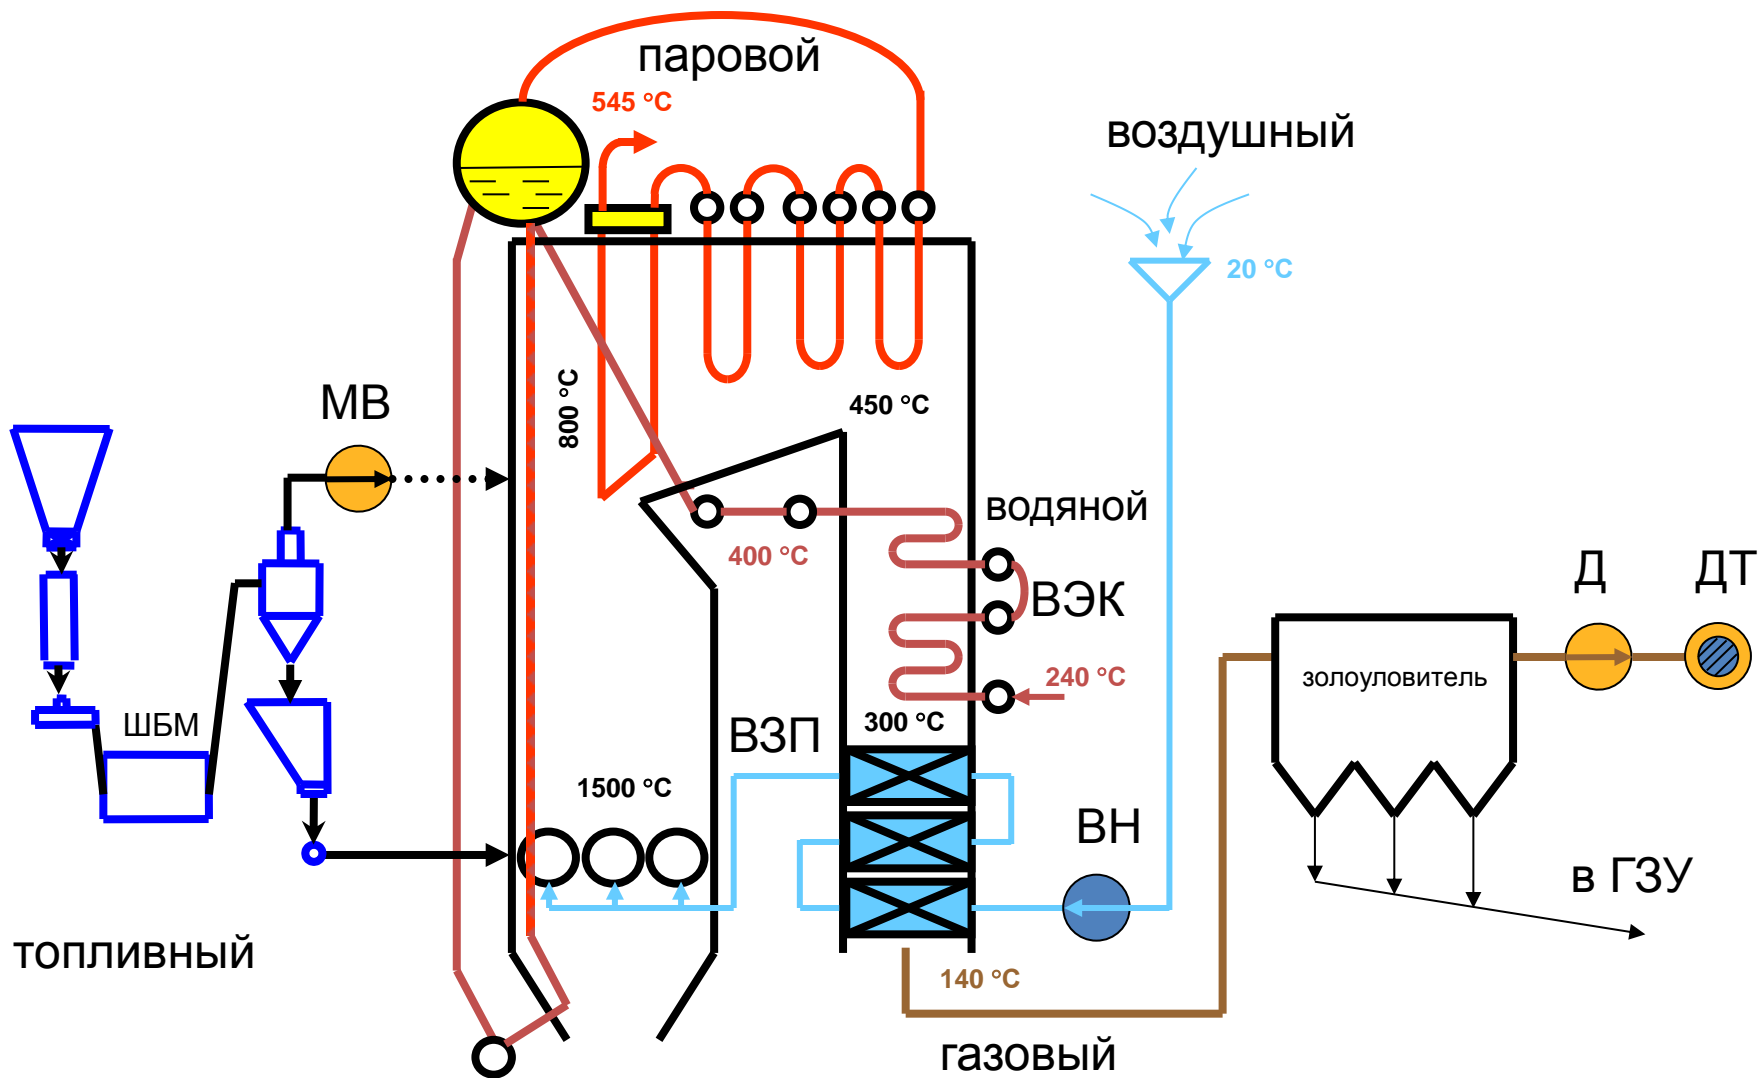 паровой
545 °C
воздушный
20 °C
МВ
800 °C
450 °C
водяной
400 °C
ВЭК
Д
ДТ
240 °C
золоуловитель
ШБМ
ВЗП
300 °C
1500 °C
ВН
в ГЗУ
топливный
140 °C
газовый